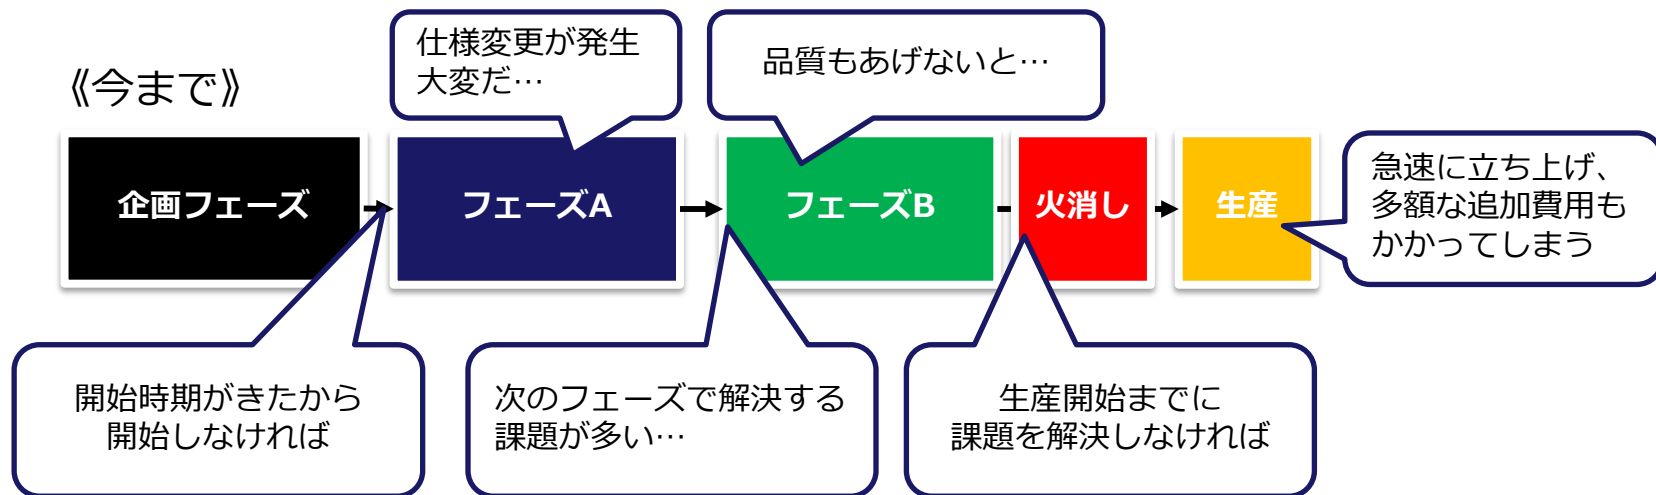 《今まで》
仕様変更が発生
大変だ…
品質もあげないと…
企画フェーズ
フェーズA
フェーズB
火消し
生産
急速に立ち上げ、
多額な追加費用も
かかってしまう
開始時期がきたから
開始しなければ
次のフェーズで解決する
課題が多い…
生産開始までに
課題を解決しなければ